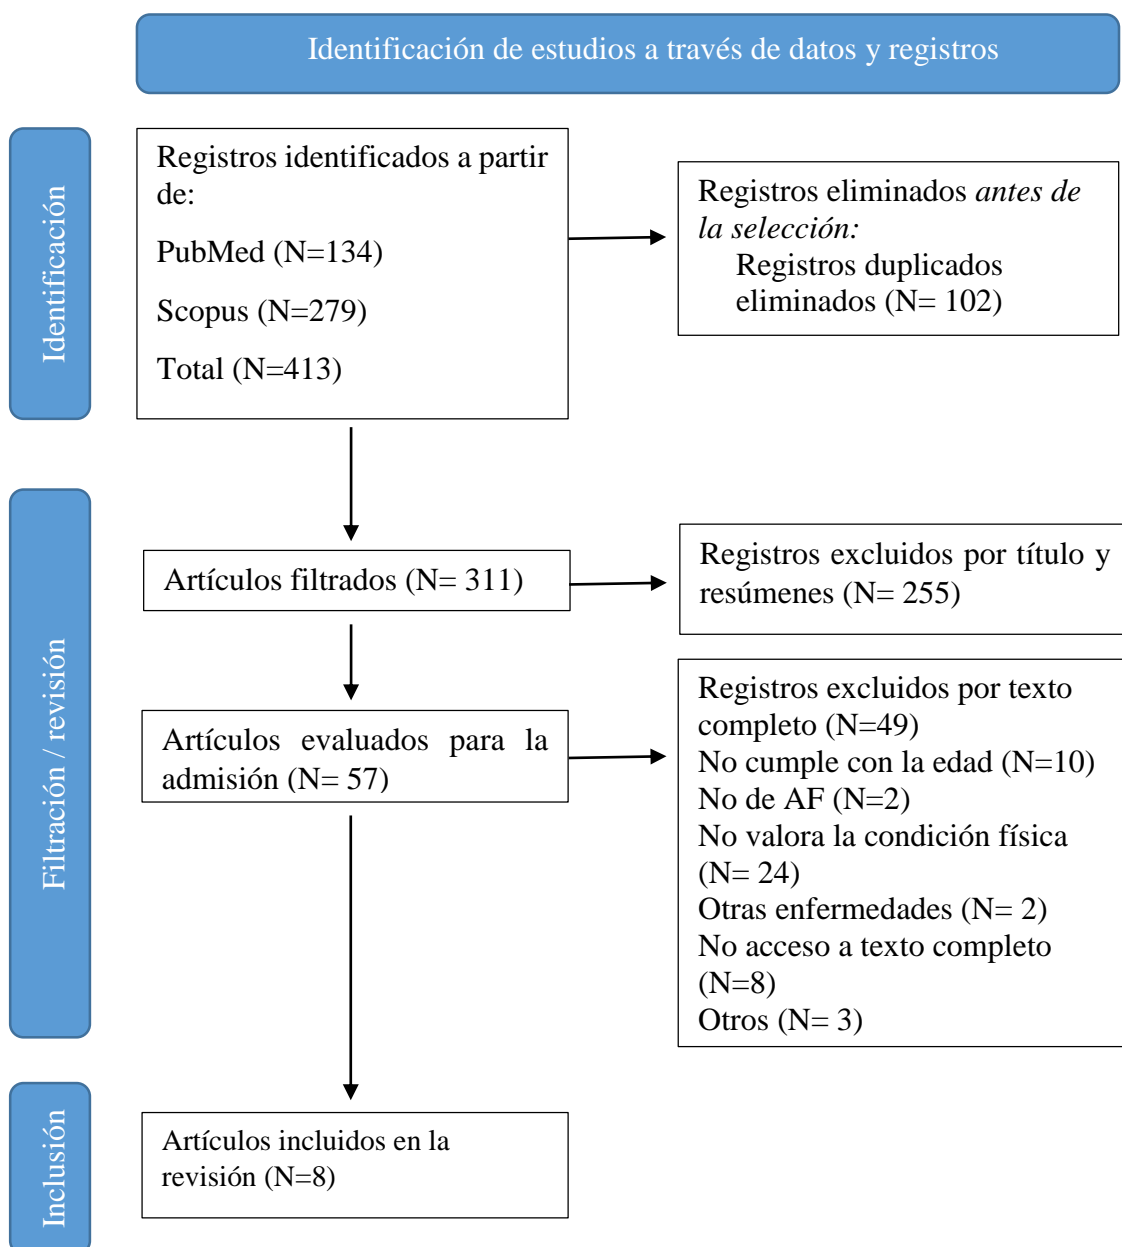 Identificación de estudios a través de datos y registros
Identificación
Registros identificados a partir
de:
PubMed (N=134)
Scopus (N=279)
Total (N=413)
Registros eliminados antes de
la selección:
Registros duplicados
eliminados (N= 102)
Filtración / revisión
Artículos filtrados (N= 311)
Registros excluidos por título y
resúmenes (N= 255)
Artículos evaluados para la
admisión (N= 57)
Registros excluidos por texto
completo (N=49)
No cumple con la edad (N=10)
No de AF (N=2)
No valora la condición física
(N= 24)
Otras enfermedades (N= 2)
No acceso a texto completo
(N=8)
Otros (N= 3)
Inclusión
Artículos incluidos en la
revisión (N=8)